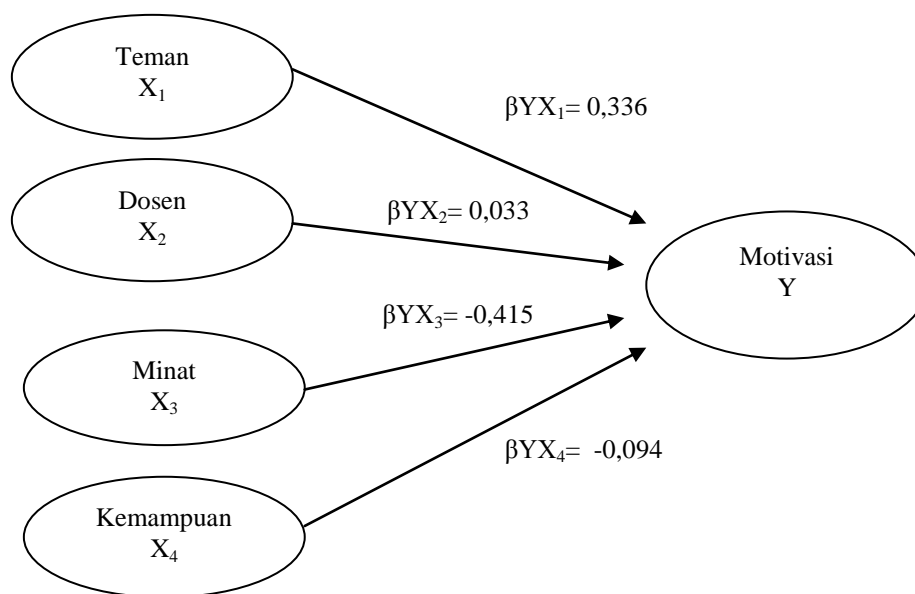 Teman
X₁
βYX₁= 0,336
Dosen
X₂
βYX₂= 0,033
Motivasi
Y
βYX₃= -0,415
Minat
X₃
βYX₄= -0,094
Kemampuan
X₄